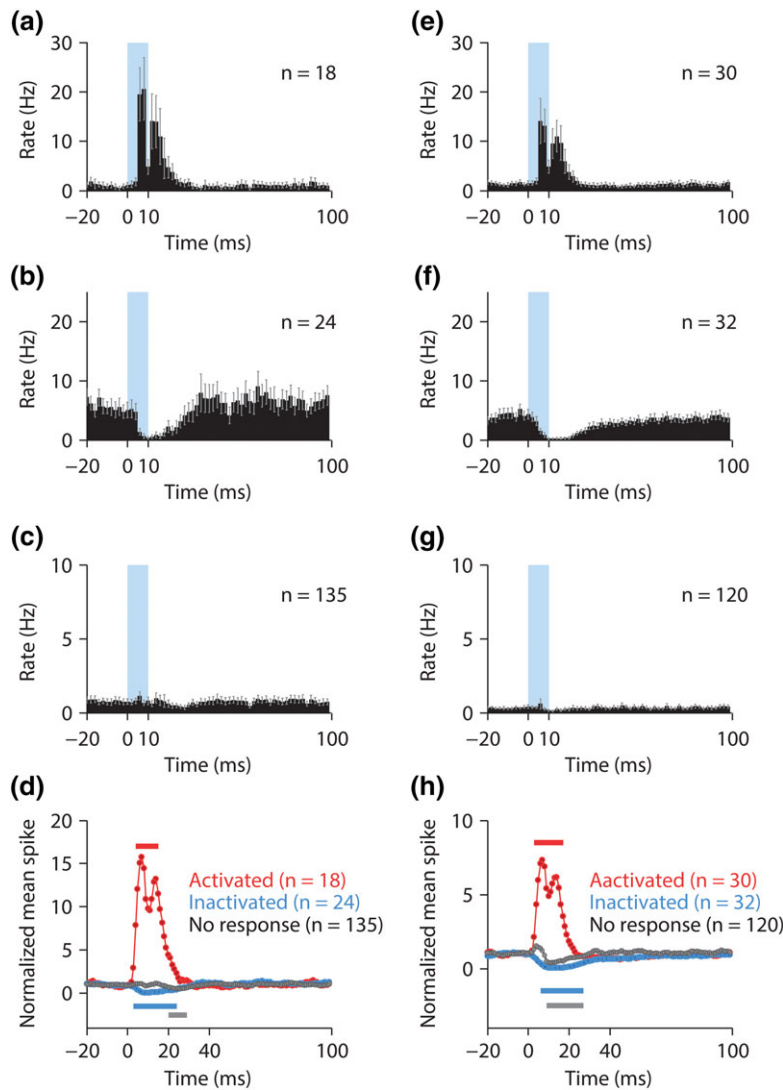 (a)
30
20
10
0
Rate (Hz)
n = 18
−20 0 10 100
Time (ms)
(e)
30
20
10
0
Rate (Hz)
n = 30
−20 0 10 100
Time (ms)
(b)
20
10
0
Rate (Hz)
n = 24
−20 0 10 100
Time (ms)
(f)
20
10
0
Rate (Hz)
n = 32
−20 0 10 100
Time (ms)
(c)
10
5
0
Rate (Hz)
n = 135
−20 0 10 100
Time (ms)
(g)
10
5
0
Rate (Hz)
n = 120
−20 0 10 100
Time (ms)
(d)
20
15
10
5
0
Normalized mean spike
Activated (n = 18)
Inactivated (n = 24)
No response (n = 135)
−20 0 20 40 100
Time (ms)
(h)
10
5
0
Normalized mean spike
Aactivated (n = 30)
Inactivated (n = 32)
No response (n = 120)
−20 0 20 40 100
Time (ms)